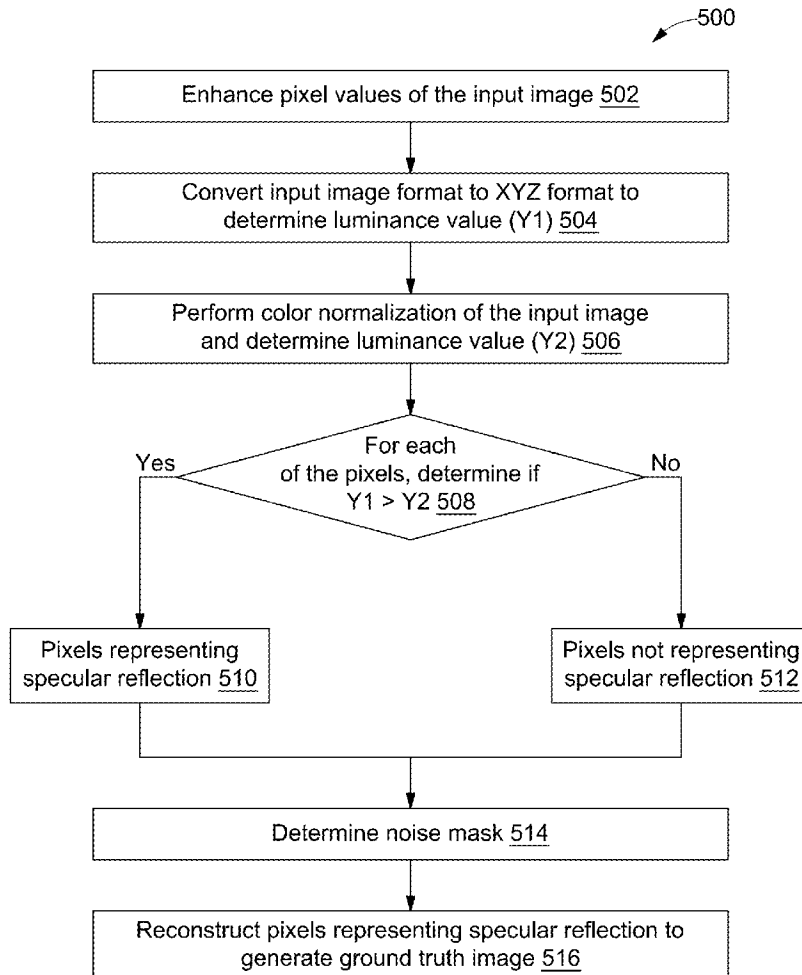 500
Enhance pixel values of the input image 502
Convert input image format to XYZ format to
determine luminance value (Y1) 504
Perform color normalization of the input image
and determine luminance value (Y2) 506
For each
of the pixels, determine if
Y1 > Y2 508
Yes
No
Pixels representing
specular reflection 510
Pixels not representing
specular reflection 512
Determine noise mask 514
Reconstruct pixels representing specular reflection to
generate ground truth image 516